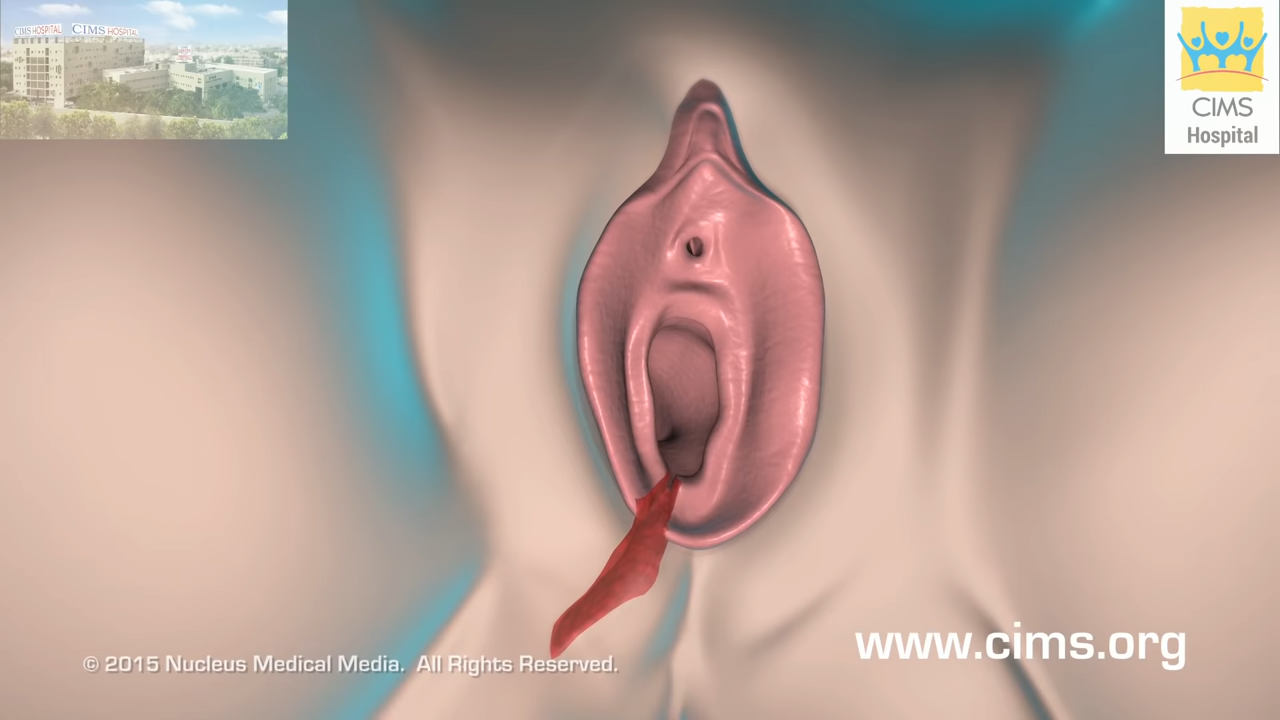 CIMS HOSPITAL CIMS HOSPITAL
CIMS
Hospital
www.cims.org
© 2015 Nucleus Medical Media. All Rights Reserved.